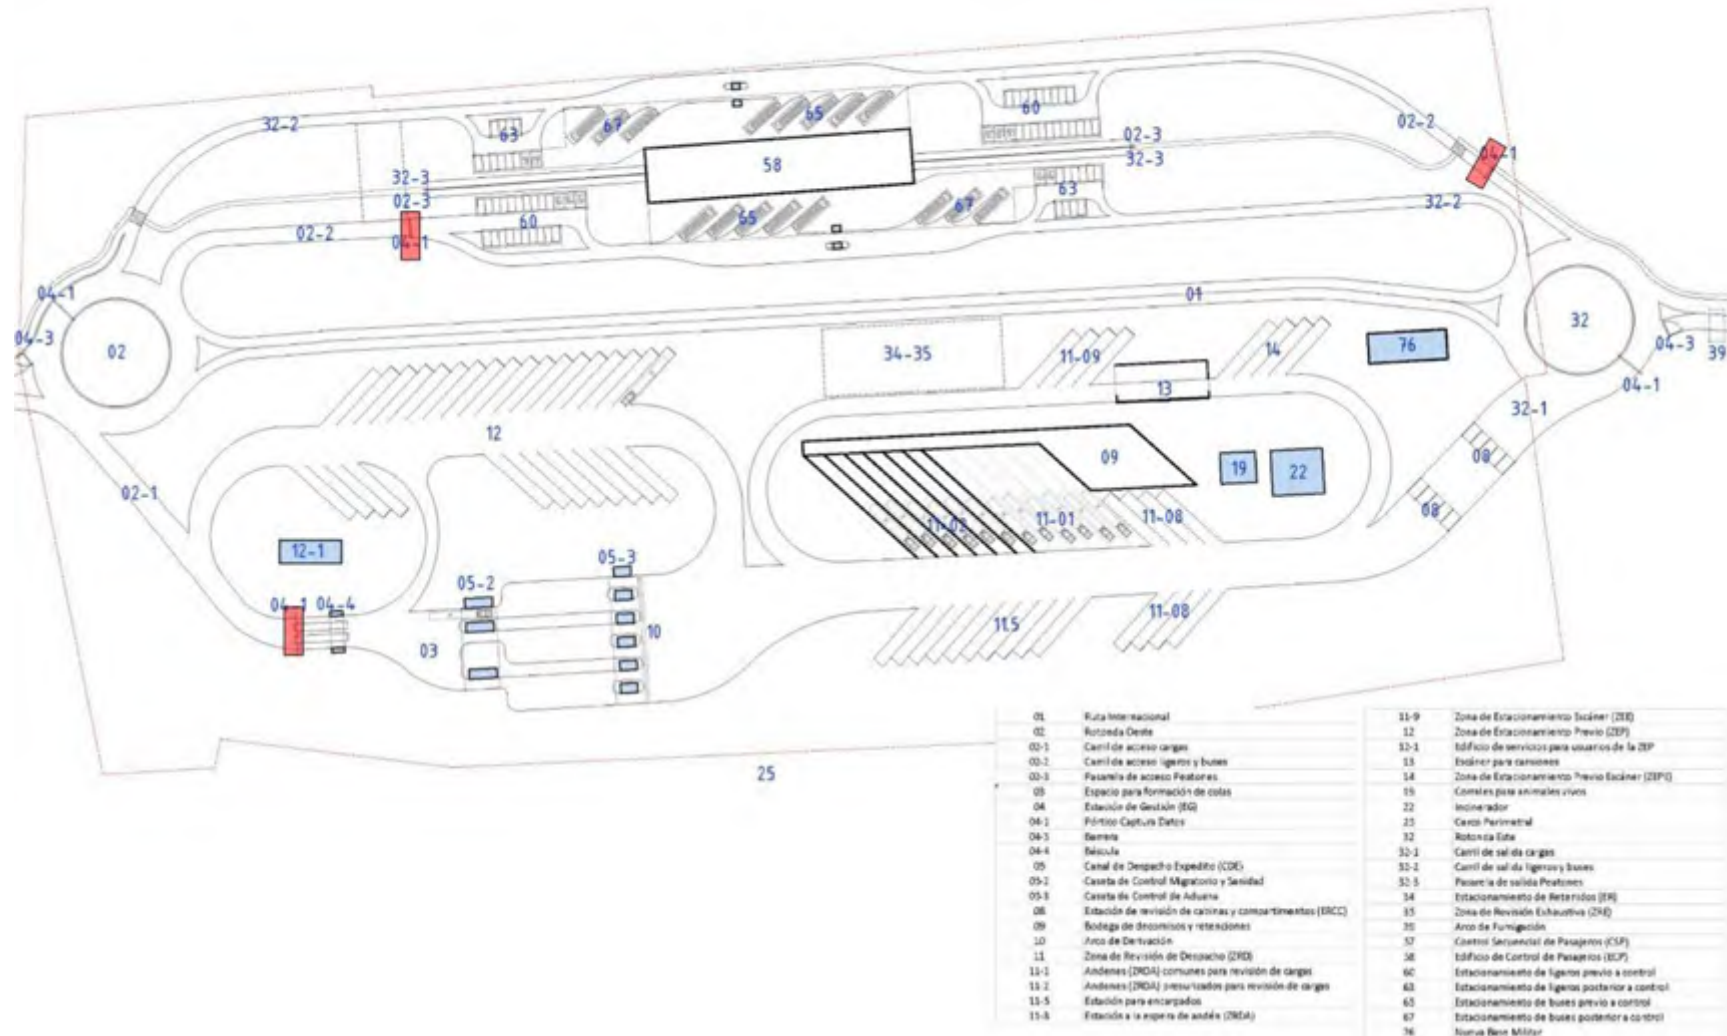 60
02-2
32-2
63
67
65
04-1
02-3
58
32-3
32-3
02-3
63
67
65
60
32-2
02-2
04-1
04-1
01
04-3
02
34-35
11-09
14
76
32
04-3
39
04-1
13
32-1
12
09
19
22
08
02-1
08
11-02
11-01
11-08
12-1
05-3
05-2
04-1
04-4
11-08
11.5
10
03
25
01 Ruta Internacional
02 Rotonda Oeste
02-1 Carril de acceso cargas
02-2 Carril de acceso ligeros y buses
02-3 Pasarela de acceso Peatones
03 Espacio para formación de colas
04 Estación de Gestión (EG)
04-1 Pórtico Captura Datos
04-3 Barrera
04-4 Báscula
05 Canal de Despacho Expedito (CDE)
05-2 Caseta de Control Migratorio y Sanidad
05-3 Caseta de Control de Aduana
08 Estación de revisión de cabinas y compartimentos (ERCC)
09 Bodega de decomisos y retenciones
10 Arco de Derivación
11 Zona de Revisión de Despacho (ZRD)
11-1 Andenes (ZRDA) comunes para revisión de cargas
11-2 Andenes (ZRDA) presurizados para revisión de cargas
11-5 Estación para encarpados
11-8 Estación a la espera de andén (ZRDA)
11-9 Zona de Estacionamiento Escáner (ZEE)
12 Zona de Estacionamiento Previo (ZEP)
12-1 Edificio de servicios para usuarios de la ZEP
13 Escáner para camiones
14 Zona de Estacionamiento Previo Escáner (ZEPE)
19 Corrales para animales vivos
22 Incinerador
25 Cerco Perimetral
32 Rotonda Este
32-1 Carril de salida cargas
32-2 Carril de salida ligeros y buses
32-3 Pasarela de salida Peatones
34 Estacionamiento de Retenidos (ER)
35 Zona de Revisión Exhaustiva (ZRE)
39 Arco de Fumigación
57 Control Secuencial de Pasajeros (CSP)
58 Edificio de Control de Pasajeros (ECP)
60 Estacionamiento de ligeros previo a control
63 Estacionamiento de ligeros posterior a control
65 Estacionamiento de buses previo a control
67 Estacionamiento de buses posterior a control
76 Nueva Base Militar